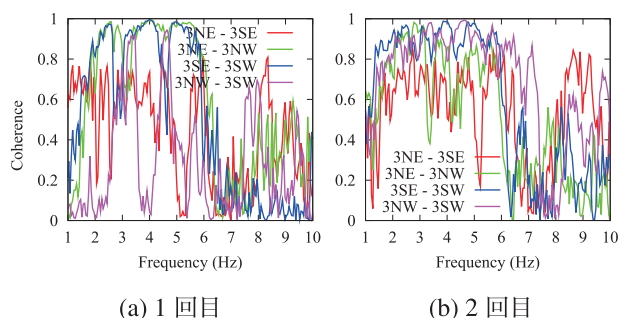 1
0.8
0.6
0.4
0.2
0
Coherence
1 2 3 4 5 6 7 8 9 10
Frequency (Hz)
3NE - 3SE
3NE - 3NW
3SE - 3SW
3NW - 3SW
(a) 1 回目
1
0.8
0.6
0.4
0.2
0
1 2 3 4 5 6 7 8 9 10
Frequency (Hz)
3NE - 3SE
3NE - 3NW
3SE - 3SW
3NW - 3SW
(b) 2 回目